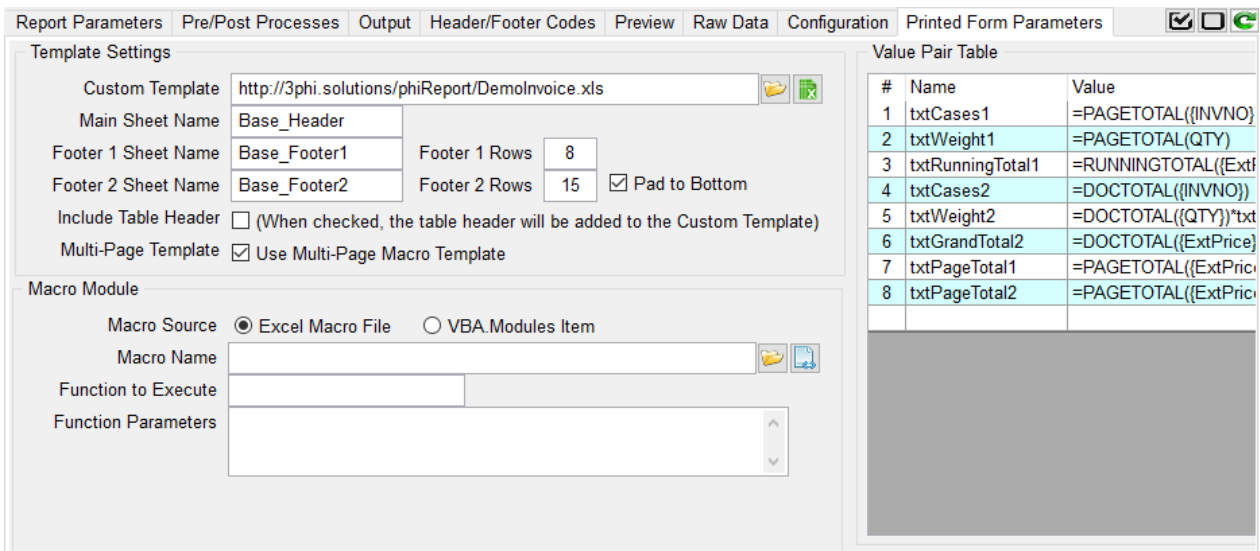 Report Parameters Pre/Post Processes Output Header/Footer Codes Preview Raw Data Configuration Printed Form Parameters
Template Settings
Custom Template http://3phi.solutions/phiReport/DemoInvoice.xls
Main Sheet Name Base_Header
Footer 1 Sheet Name Base_Footer1 Footer 1 Rows 8
Footer 2 Sheet Name Base_Footer2 Footer 2 Rows 15 Pad to Bottom
Include Table Header (When checked, the table header will be added to the Custom Template)
Multi-Page Template Use Multi-Page Macro Template
Macro Module
Macro Source Excel Macro File VBA.Modules Item
Macro Name
Function to Execute
Function Parameters
Value Pair Table
# Name Value
1 txtCases1 =PAGETOTAL({INVNO}
2 txtWeight1 =PAGETOTAL(QTY)
3 txtRunningTotal1 =RUNNINGTOTAL({Ext
4 txtCases2 =DOCTOTAL({INVNO})
5 txtWeight2 =DOCTOTAL({QTY})*txt
6 txtGrandTotal2 =DOCTOTAL({ExtPrice}
7 txtPageTotal1 =PAGETOTAL({ExtPric
8 txtPageTotal2 =PAGETOTAL({ExtPric